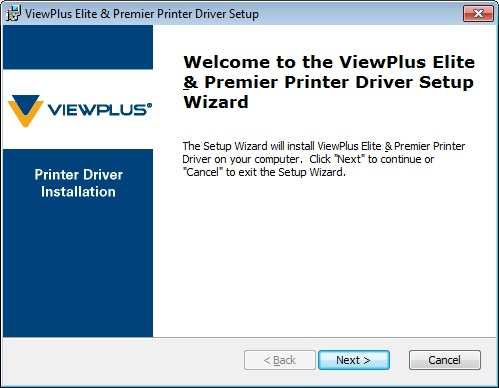 ViewPlus Elite & Premier Printer Driver Setup
VIEWPLUS®
Printer Driver
Installation
Welcome to the ViewPlus Elite
& Premier Printer Driver Setup
Wizard
The Setup Wizard will install ViewPlus Elite & Premier Printer
Driver on your computer. Click "Next" to continue or
"Cancel" to exit the Setup Wizard.
< Back
Next >
Cancel